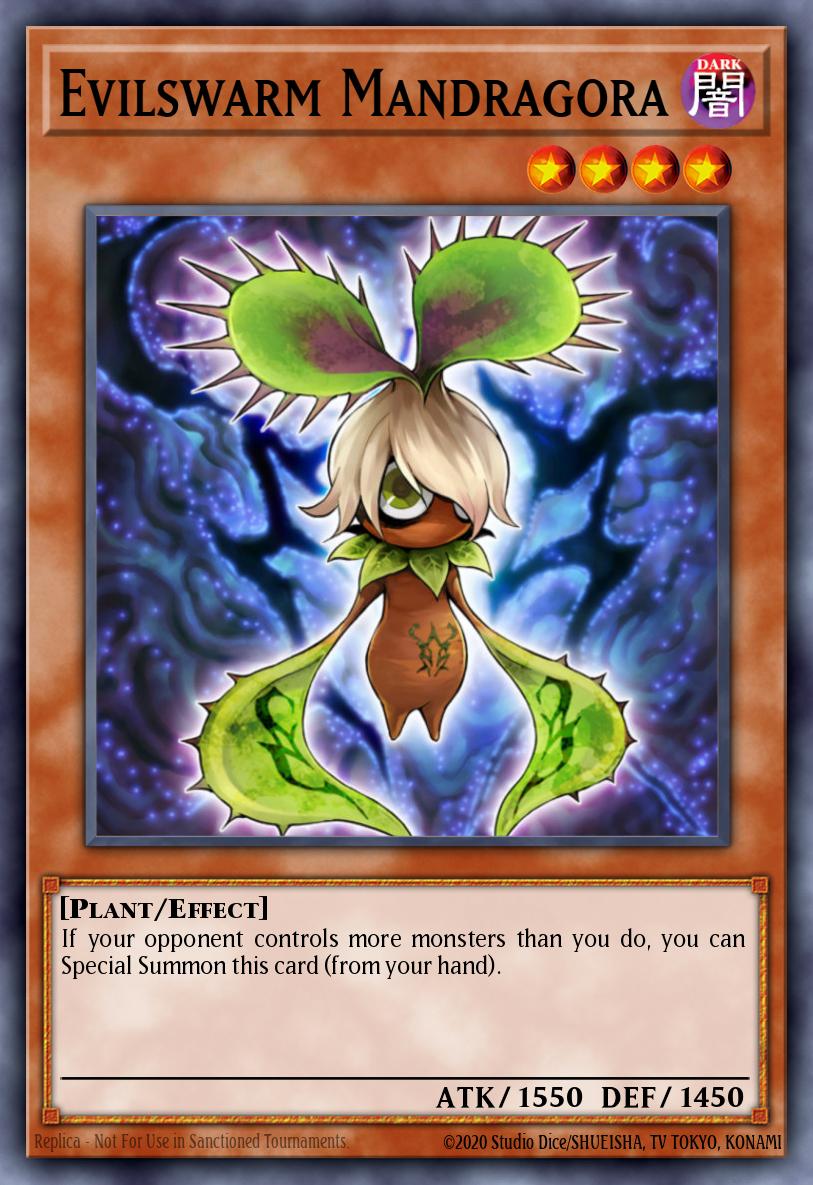 Evilswarm Mandragora
DARK
闇
[Plant/Effect]
If your opponent controls more monsters than you do, you can
Special Summon this card (from your hand).
ATK/1550 DEF/1450
Replica - Not For Use in Sanctioned Tournaments.
©2020 Studio Dice/SHUEISHA, TV TOKYO, KONAMI